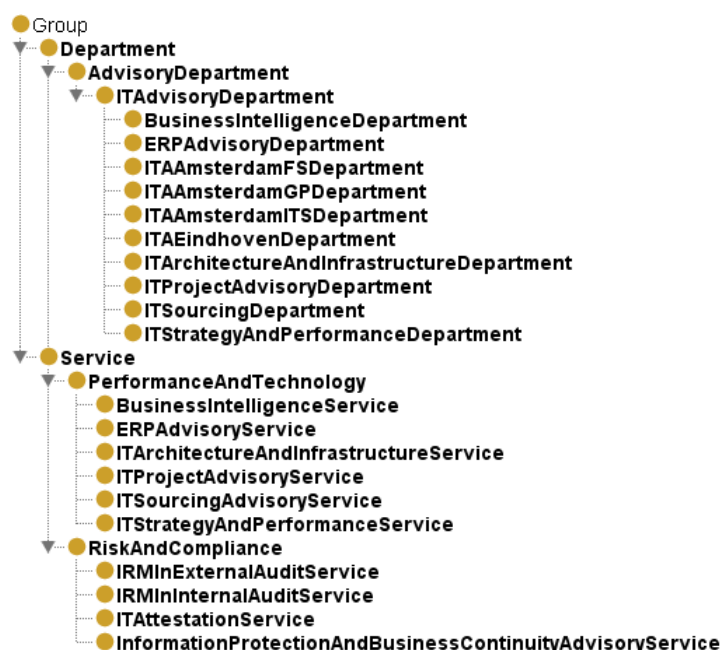 Group
Department
AdvisoryDepartment
ITAdvisoryDepartment
BusinessIntelligenceDepartment
ERPAdvisoryDepartment
ITAAmsterdamFSDepartment
ITAAmsterdamGPDepartment
ITAAmsterdamITSDepartment
ITAEindhovenDepartment
ITArchitectureAndInfrastructureDepartment
ITProjectAdvisoryDepartment
ITSourcingDepartment
ITStrategyAndPerformanceDepartment
Service
PerformanceAndTechnology
BusinessIntelligenceService
ERPAdvisoryService
ITArchitectureAndInfrastructureService
ITProjectAdvisoryService
ITSourcingAdvisoryService
ITStrategyAndPerformanceService
RiskAndCompliance
IRMInExternalAuditService
IRMInInternalAuditService
ITAttestationService
InformationProtectionAndBusinessContinuityAdvisoryService